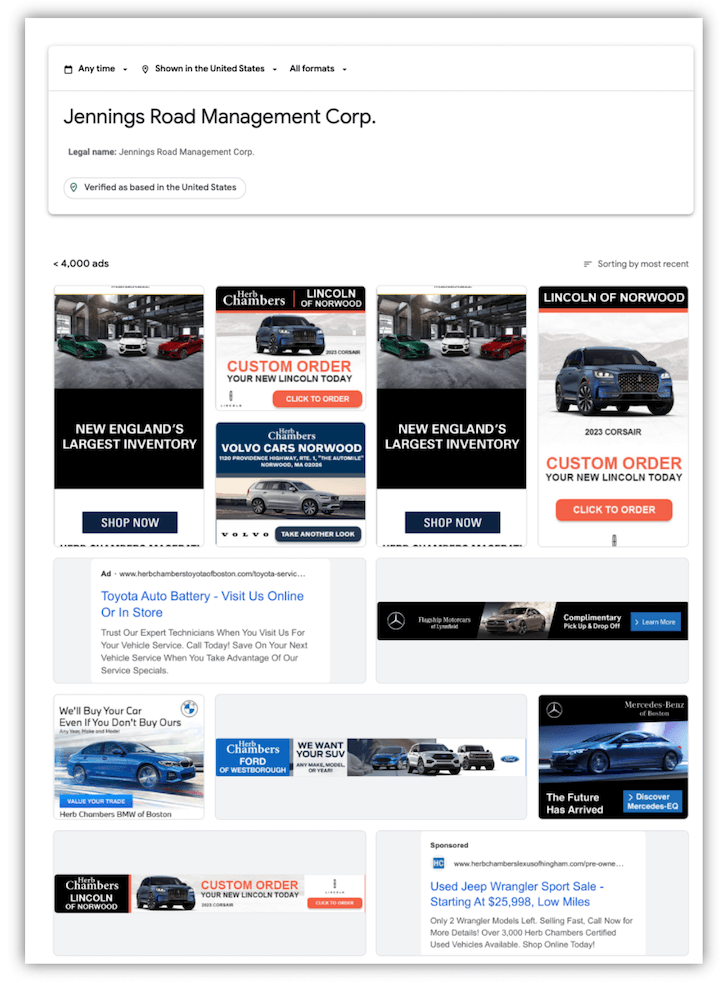 Any time
Shown in the United States
All formats
Jennings Road Management Corp.
Legal name: Jennings Road Management Corp.
Verified as based in the United States
< 4,000 ads
Sorting by most recent
NEW ENGLAND'S
LARGEST INVENTORY
SHOP NOW
HERB CHAMBERS MASERATI
Herb
Chambers
LINCOLN
OF NORWOOD
2023 CORSAIR
CUSTOM ORDER
YOUR NEW LINCOLN TODAY
LINCOLN
CLICK TO ORDER
Herb
Chambers
VOLVO CARS NORWOOD
1120 PROVIDENCE HIGHWAY, RTE. 1, "THE AUTOMILE"
NORWOOD, MA 02026
VOLVO
TAKE ANOTHER LOOK
NEW ENGLAND'S
LARGEST INVENTORY
SHOP NOW
HERB CHAMBERS MASERATI
LINCOLN OF NORWOOD
2023 CORSAIR
CUSTOM ORDER
YOUR NEW LINCOLN TODAY
CLICK TO ORDER
Ad · www.herbchamberstoyotaofboston.com/toyota-servic...
Toyota Auto Battery - Visit Us Online
Or In Store
Trust Our Expert Technicians When You Visit Us For
Your Vehicle Service. Call Today! Save On Your Next
Vehicle Service When You Take Advantage Of Our
Service Specials.
Flagship Motorcars
of Lynnfield
Complimentary
Pick Up & Drop Off
> Learn More
We'll Buy Your Car
Even If You Don't Buy Ours
Any Year, Make and Model
VALUE YOUR TRADE
Herb Chambers BMW of Boston
Herb
Chambers
FORD
OF WESTBOROUGH
WE WANT
YOUR SUV
ANY MAKE, MODEL,
OR YEAR!
Ford
Mercedes-Benz
of Boston
The Future
Has Arrived
> Discover
Mercedes-EQ
Herb
Chambers
LINCOLN
OF NORWOOD
CUSTOM ORDER
YOUR NEW LINCOLN TODAY
2023 CORSAIR
LINCOLN
CLICK TO ORDER
Sponsored
HC
www.herbchamberslexusofhingham.com/pre-owne...
Used Jeep Wrangler Sport Sale -
Starting At $25,998, Low Miles
Only 2 Wrangler Models Left. Selling Fast, Call Now for
More Details! Over 3,000 Herb Chambers Certified
Used Vehicles Available. Shop Online Today!